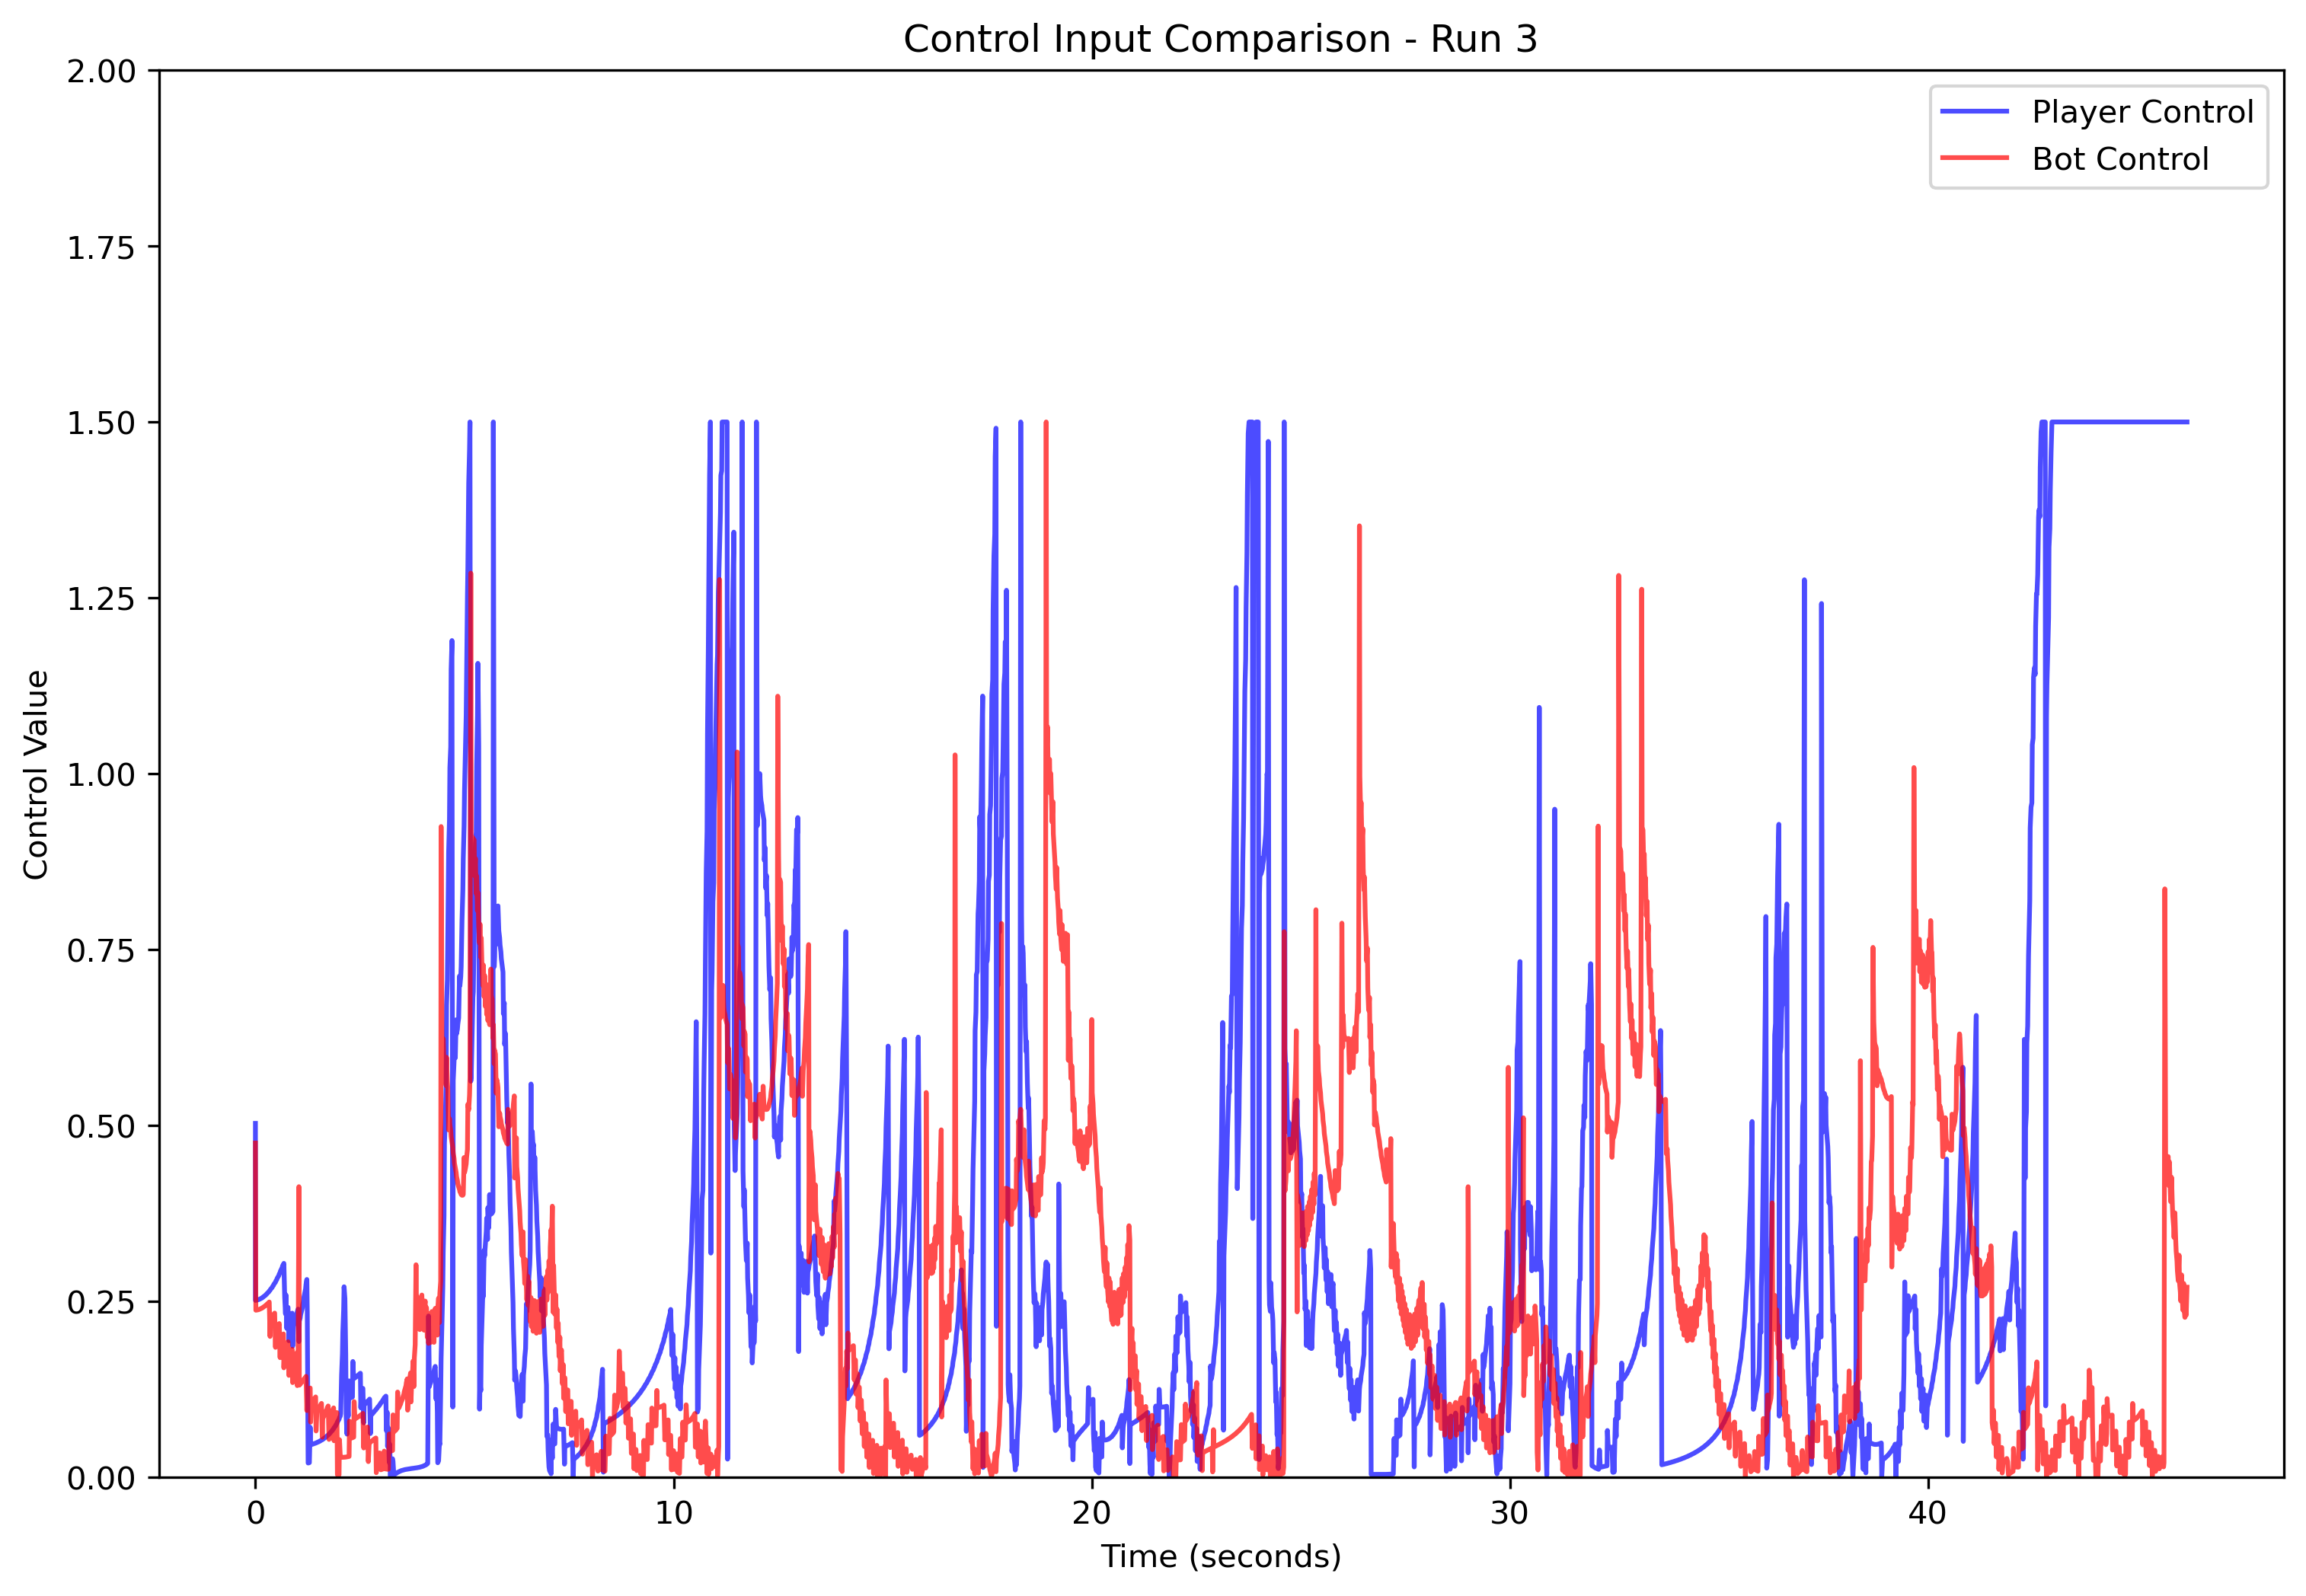 Control Input Comparison - Run 3
2.00
1.75
1.50
1.25
1.00
0.75
0.50
0.25
0.00
Control Value
Player Control
Bot Control
0
10
20
30
40
Time (seconds)